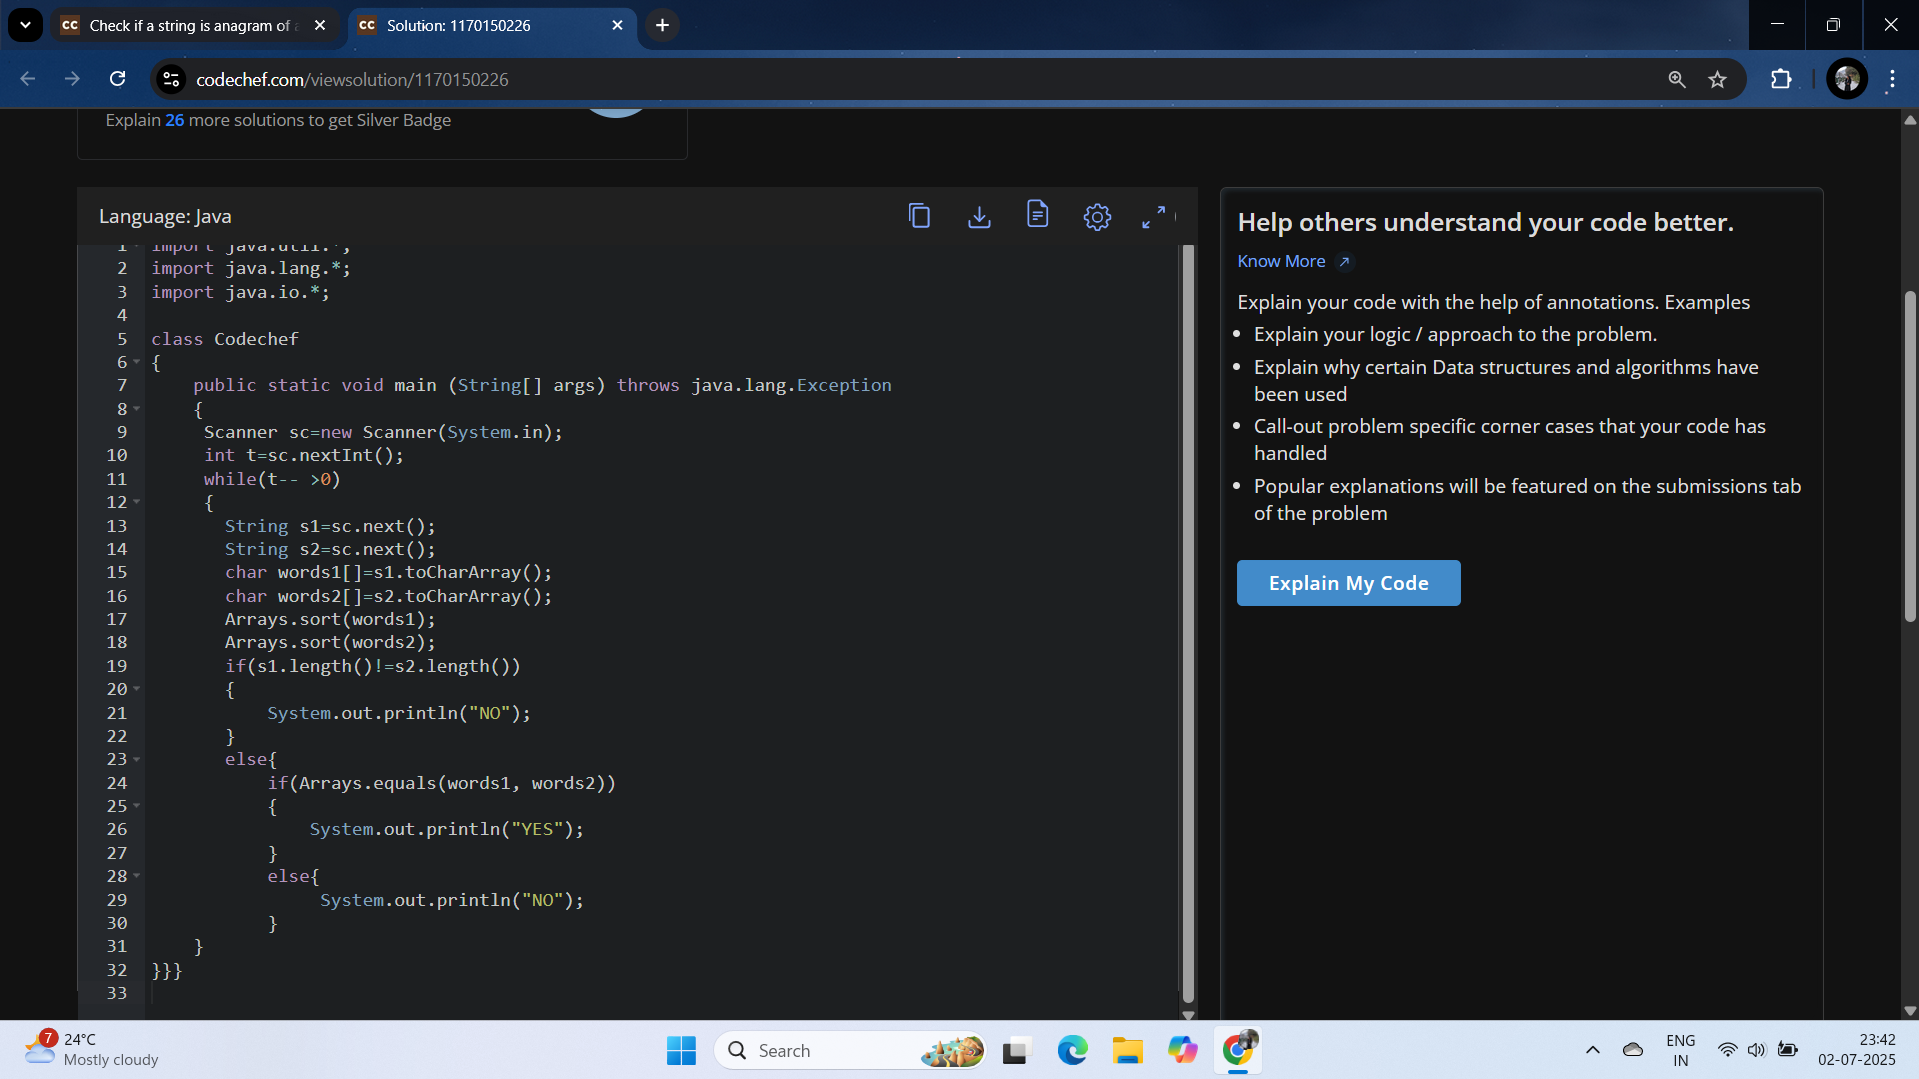 Check if a string is anagram of
Solution: 1170150226
codechef.com/viewsolution/1170150226
Explain 26 more solutions to get Silver Badge
Language: Java
1 import java.util.*;
2 import java.lang.*;
3 import java.io.*;
4
5 class Codechef
6 {
7 public static void main (String[] args) throws java.lang.Exception
8 {
9 Scanner sc=new Scanner(System.in);
10 int t=sc.nextInt();
11 while(t-- >0)
12 {
13 String s1=sc.next();
14 String s2=sc.next();
15 char words1[]=s1.toCharArray();
16 char words2[]=s2.toCharArray();
17 Arrays.sort(words1);
18 Arrays.sort(words2);
19 if(s1.length()!=s2.length())
20 {
21 System.out.println("NO");
22 }
23 else{
24 if(Arrays.equals(words1, words2))
25 {
26 System.out.println("YES");
27 }
28 else{
29 System.out.println("NO");
30 }
31 }
32 }}}
33
Help others understand your code better.
Know More
Explain your code with the help of annotations. Examples
• Explain your logic / approach to the problem.
• Explain why certain Data structures and algorithms have
been used
• Call-out problem specific corner cases that your code has
handled
• Popular explanations will be featured on the submissions tab
of the problem
Explain My Code
7
24°C
Mostly cloudy
Search
ENG
IN
23:42
02-07-2025